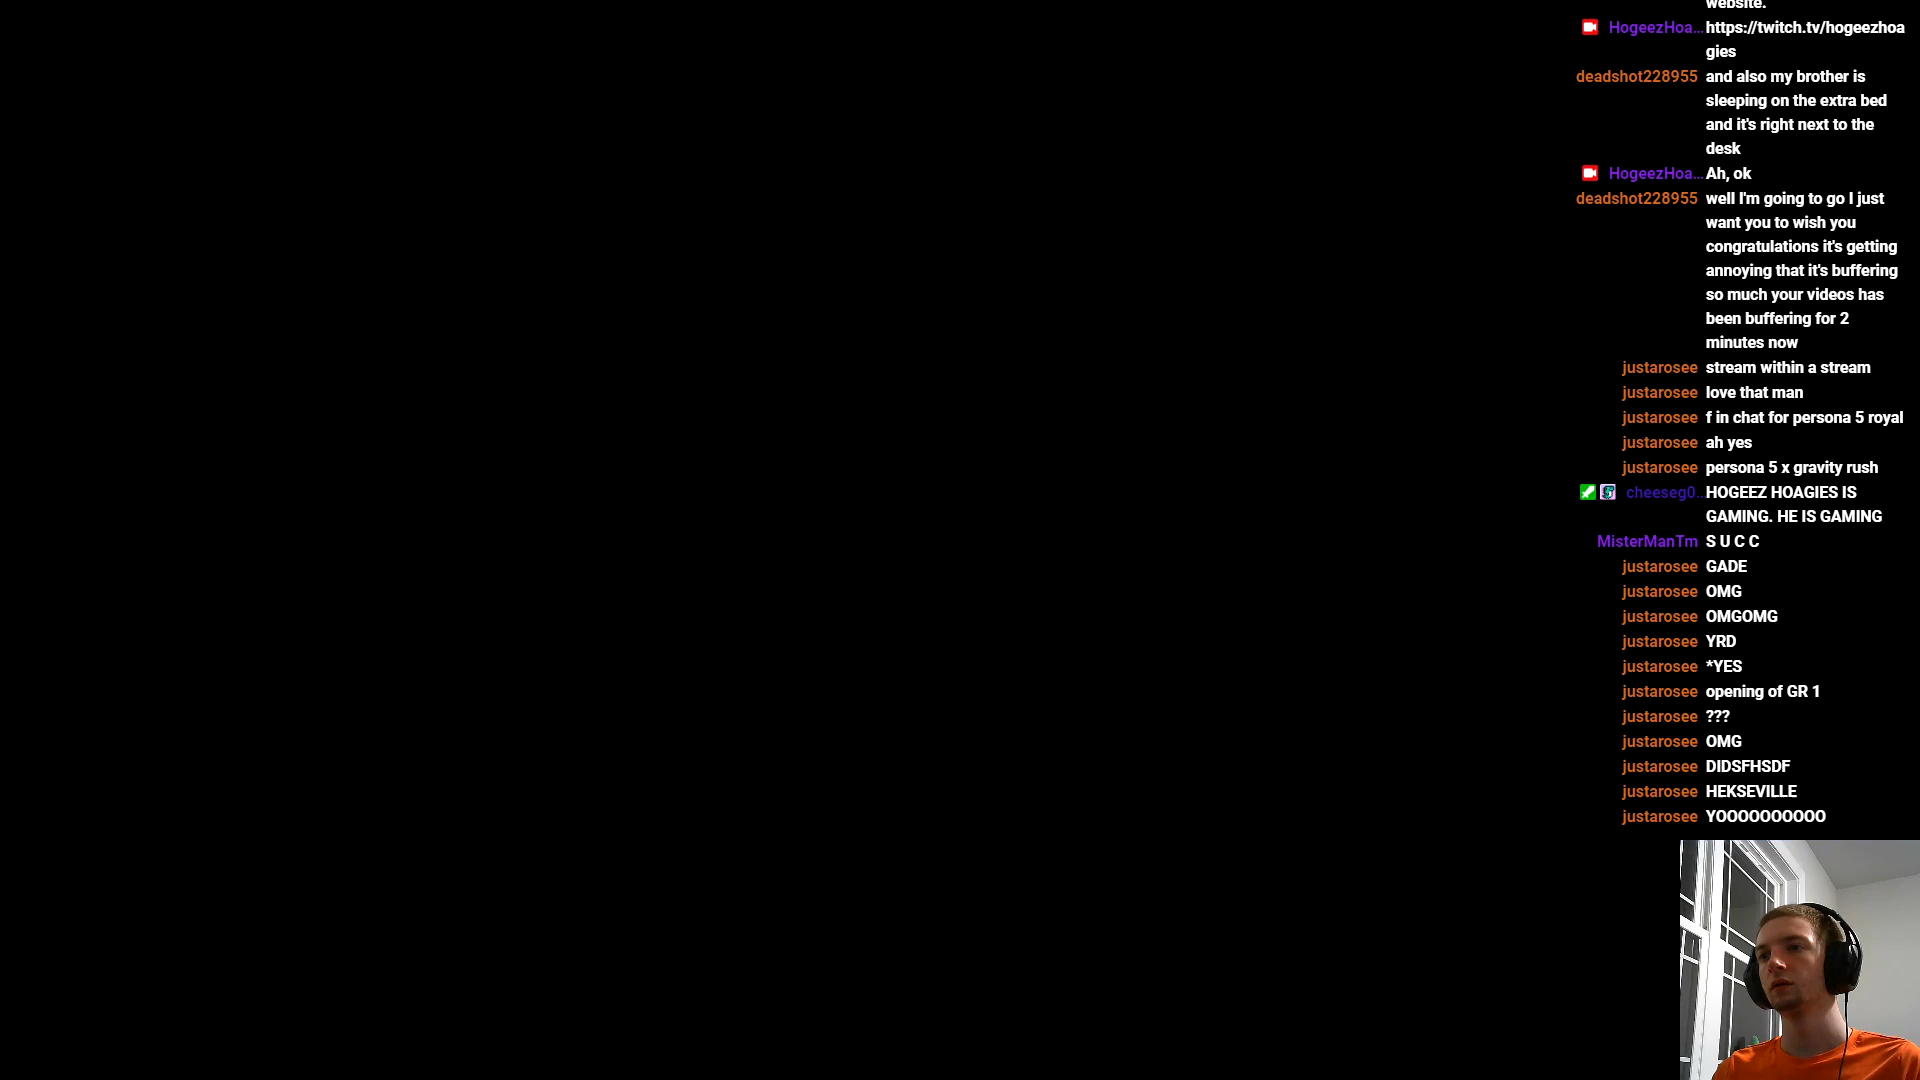 website.
HogeezHoa... https://twitch.tv/hogeezhoa
gies
deadshot228955 and also my brother is
sleeping on the extra bed
and it's right next to the
desk
HogeezHoa... Ah, ok
deadshot228955 well I'm going to go I just
want you to wish you
congratulations it's getting
annoying that it's buffering
so much your videos has
been buffering for 2
minutes now
justarosee stream within a stream
justarosee love that man
justarosee f in chat for persona 5 royal
justarosee ah yes
justarosee persona 5 x gravity rush
cheeseg0... HOGEEZ HOAGIES IS
GAMING. HE IS GAMING
MisterManTm S U C C
justarosee GADE
justarosee OMG
justarosee OMGOMG
justarosee YRD
justarosee *YES
justarosee opening of GR 1
justarosee ???
justarosee OMG
justarosee DIDSFHSDF
justarosee HEKSEVILLE
justarosee YOOOOOOOOOO